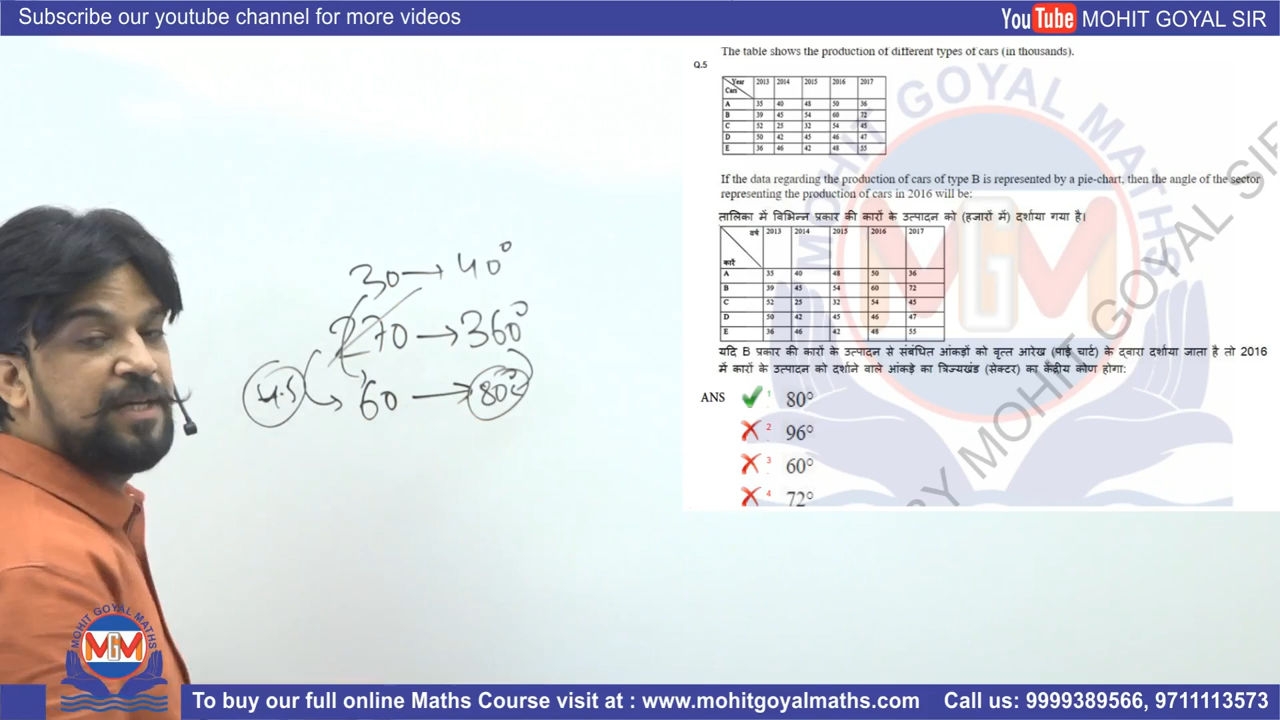 Subscribe our youtube channel for more videos
YouTube MOHIT GOYAL SIR
The table shows the production of different types of cars (in thousands).
Q.5
Year 2013 2014 2015 2016 2017
Cars
A 35 40 48 50 36
B 39 45 54 60 72
C 52 25 32 54 45
D 50 42 45 46 47
E 36 46 42 48 55
If the data regarding the production of cars of type B is represented by a pie-chart, then the angle of the sector
representing the production of cars in 2016 will be:
तालिका में विभिन्न प्रकार की कारों के उत्पादन को (हजारों में) दर्शाया गया है।
वर्ष 2013 2014 2015 2016 2017
कारें
A 35 40 48 50 36
B 39 45 54 60 72
C 52 25 32 54 45
D 50 42 45 46 47
E 36 46 42 48 55
यदि B प्रकार की कारों के उत्पादन से संबंधित आंकड़ों को वृत्त आरेख (पाई चार्ट) के द्वारा दर्शाया जाता है तो 2016
में कारों के उत्पादन को दर्शाने वाले आंकड़े का त्रिज्यखंड (सेक्टर) का केंद्रीय कोण होगा:
ANS
1 80°
2 96°
3 60°
4 72°
30 → 40°
270 → 360°
4.5 60 → 80°
MOHIT GOYAL MATHS
BY MOHIT GOYAL SIR
MOHIT GOYAL MATHS
MGM
To buy our full online Maths Course visit at : www.mohitgoyalmaths.com Call us: 9999389566, 9711113573